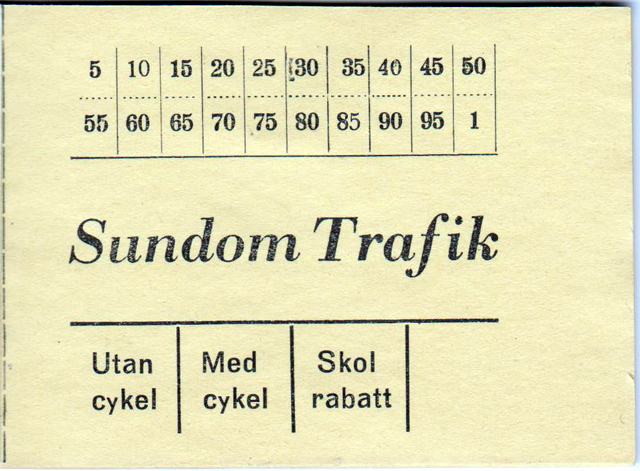 5 10 15 20 25 30 35 40 45 50
55 60 65 70 75 80 85 90 95 1
Sundom Trafik
Utan cykel
Med cykel
Skol rabatt